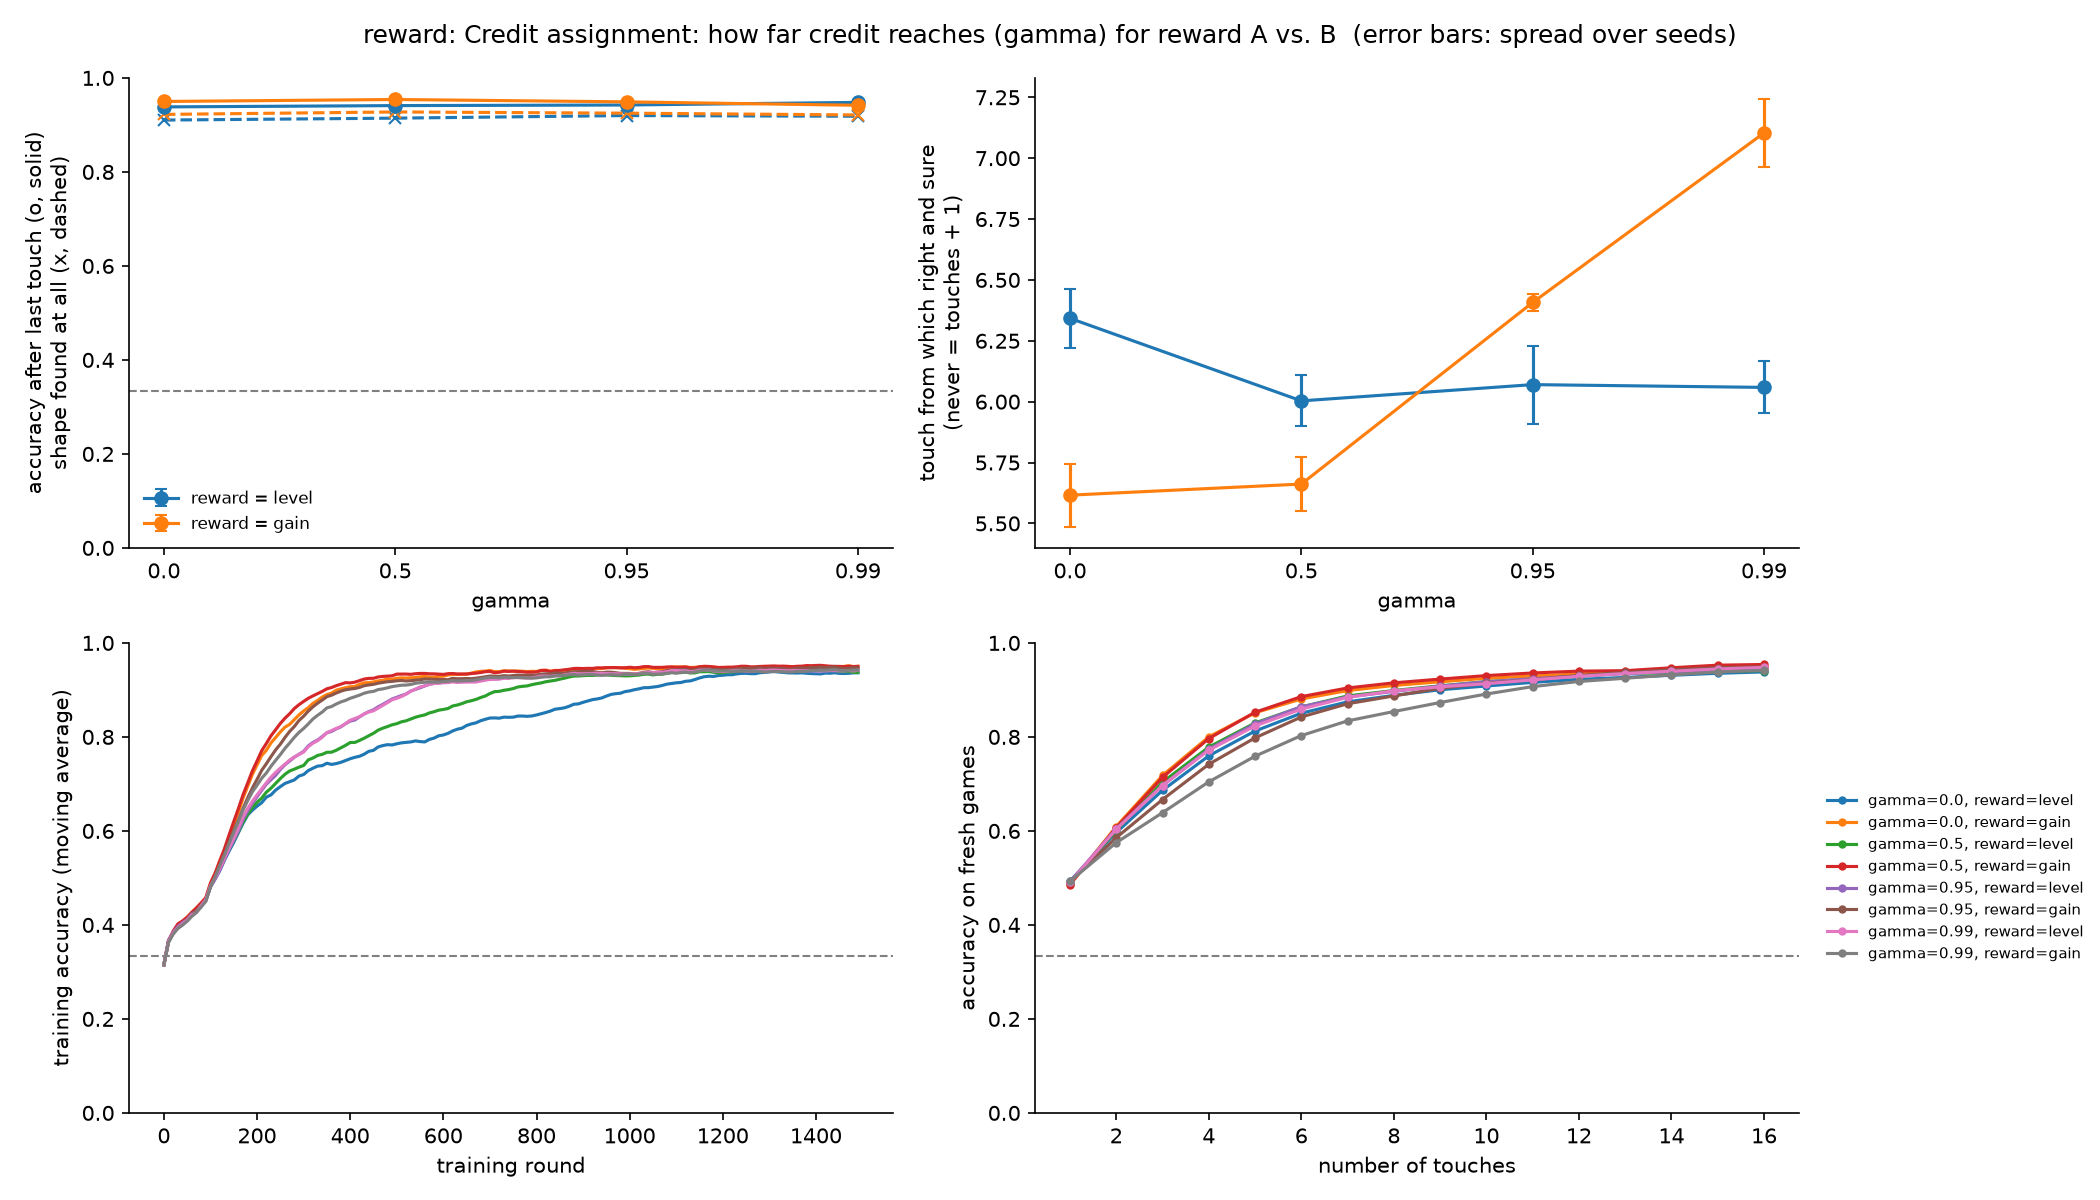 reward: Credit assignment: how far credit reaches (gamma) for reward A vs. B  (error bars: spread over seeds)
accuracy after last touch (o, solid)
shape found at all (x, dashed)
1.0
0.8
0.6
0.4
0.2
0.0
reward = level
reward = gain
0.0
0.5
0.95
0.99
gamma
touch from which right and sure
(never = touches + 1)
7.25
7.00
6.75
6.50
6.25
6.00
5.75
5.50
0.0
0.5
0.95
0.99
gamma
training accuracy (moving average)
1.0
0.8
0.6
0.4
0.2
0.0
0
200
400
600
800
1000
1200
1400
training round
accuracy on fresh games
1.0
0.8
0.6
0.4
0.2
0.0
2
4
6
8
10
12
14
16
number of touches
gamma=0.0, reward=level
gamma=0.0, reward=gain
gamma=0.5, reward=level
gamma=0.5, reward=gain
gamma=0.95, reward=level
gamma=0.95, reward=gain
gamma=0.99, reward=level
gamma=0.99, reward=gain